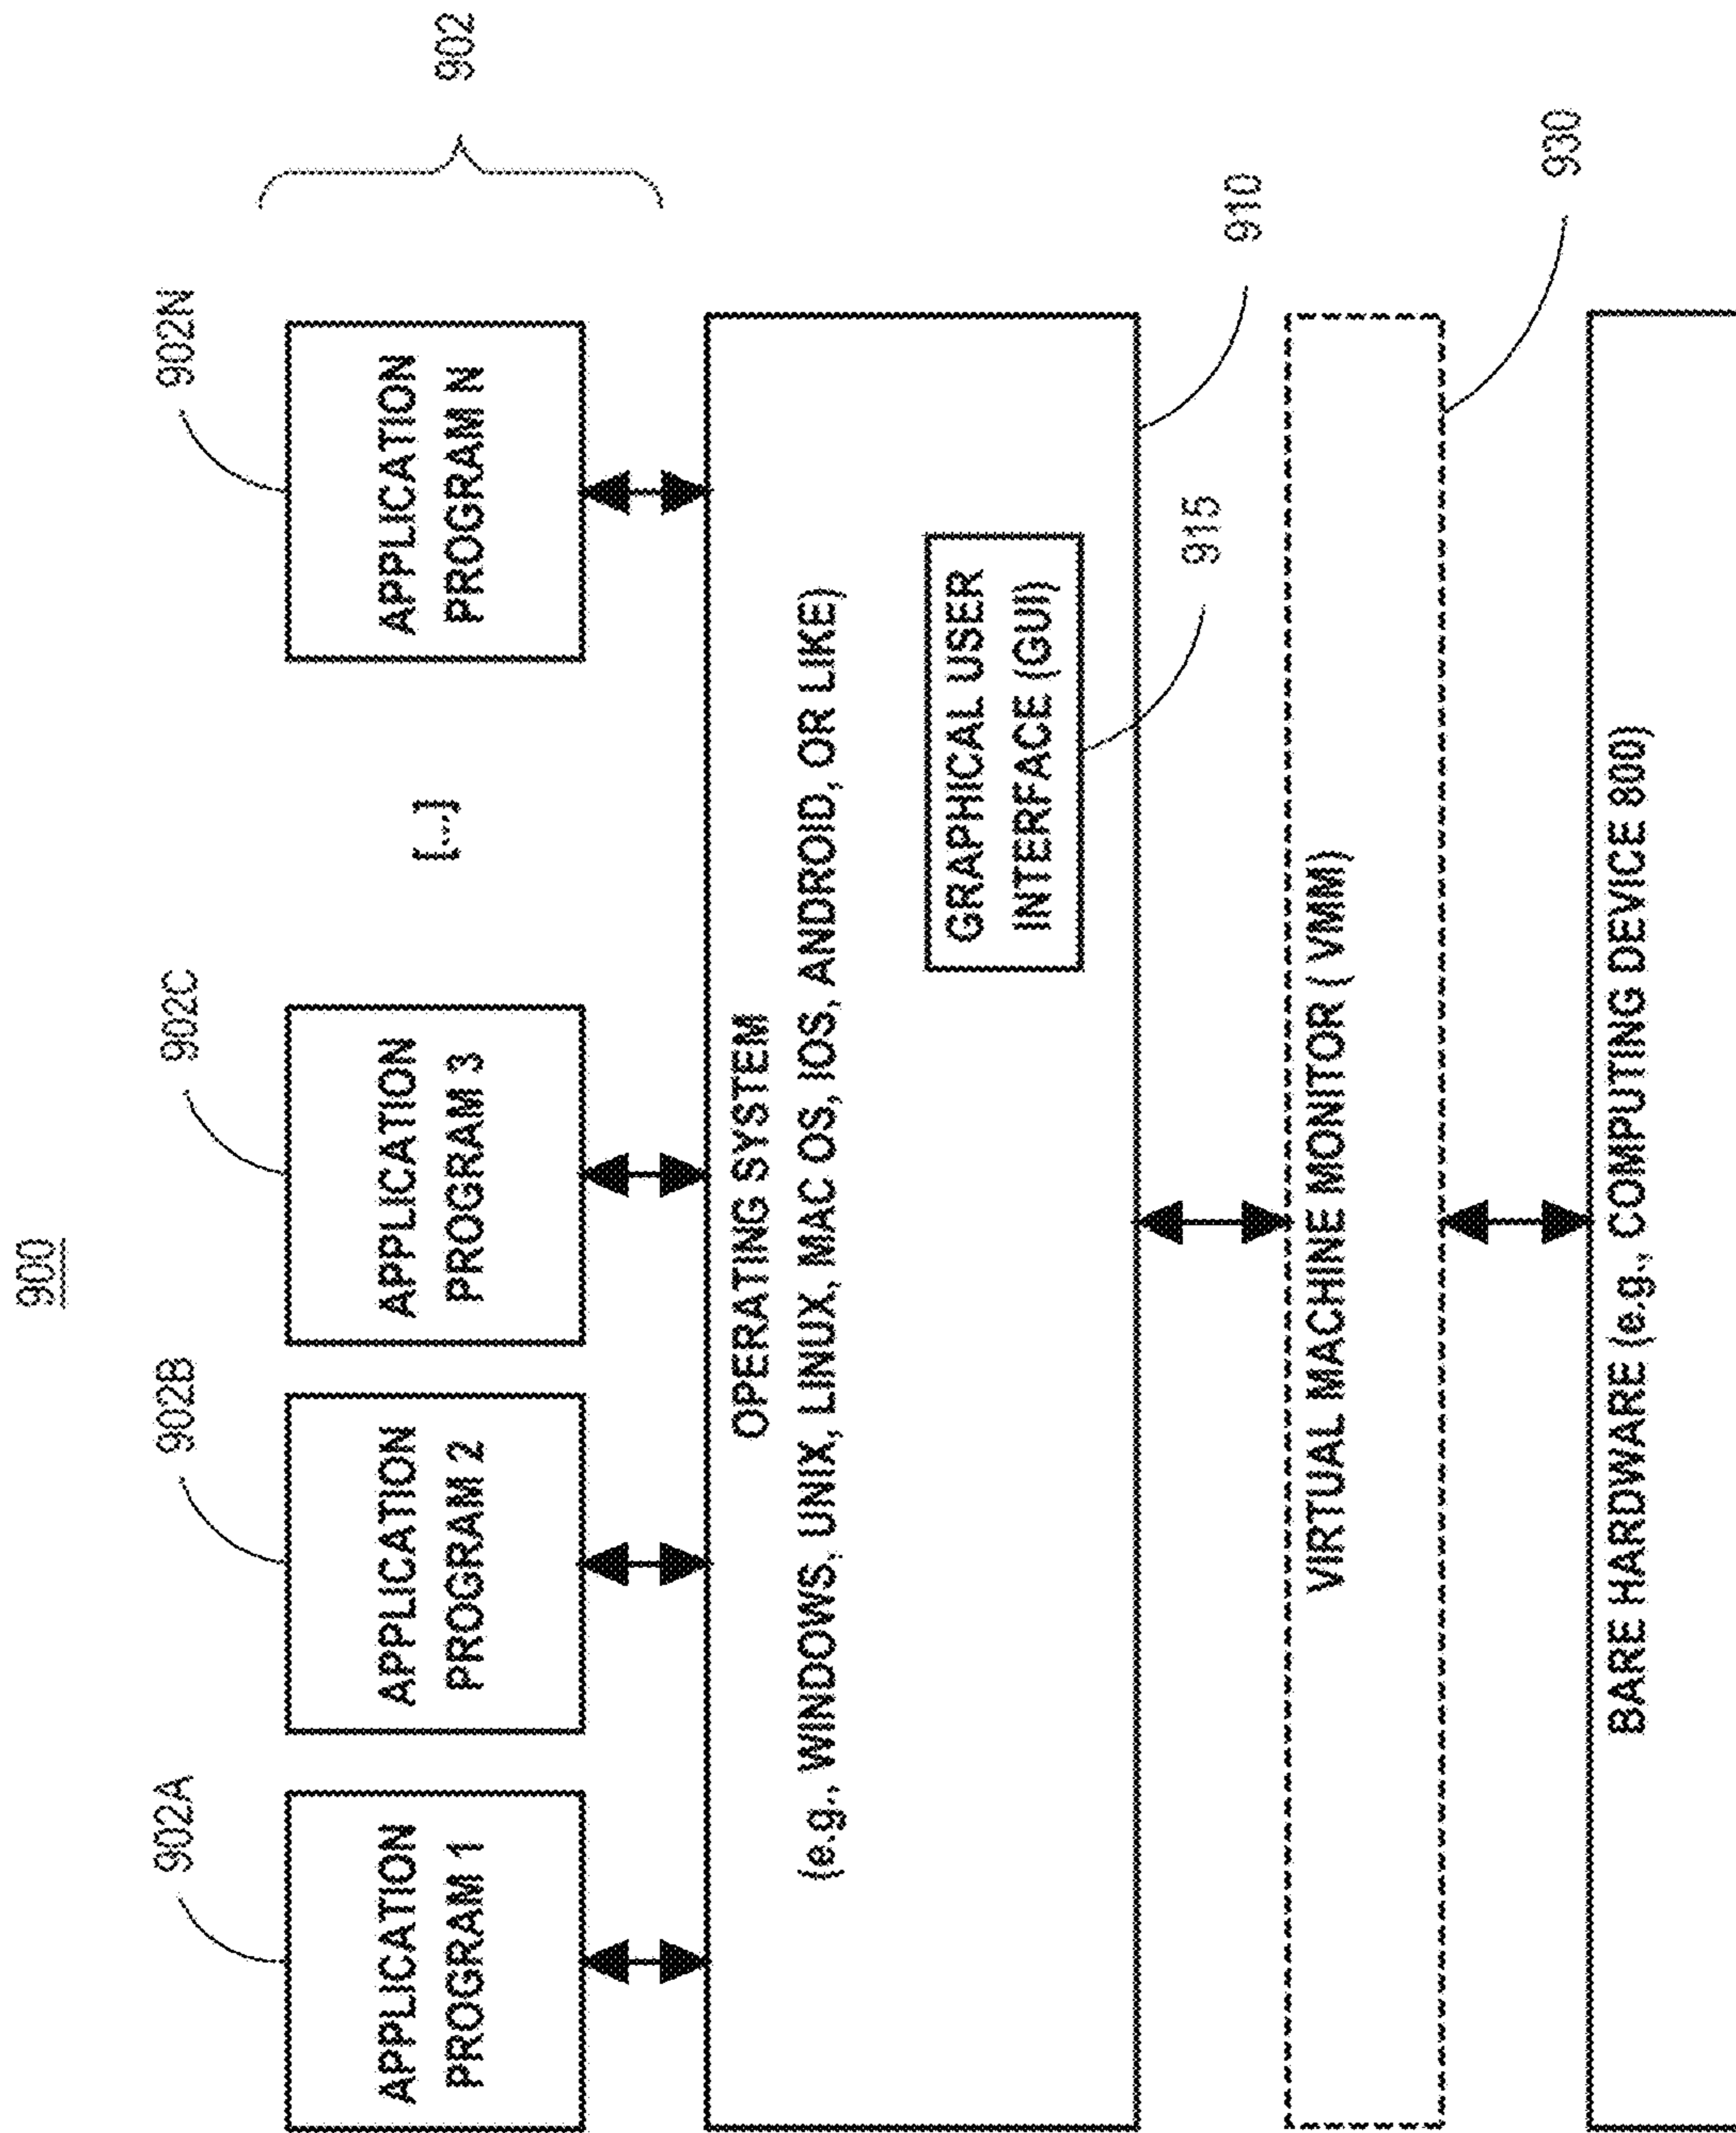 900
902A
902B
902C
902N
902
APPLICATION
PROGRAM 1
APPLICATION
PROGRAM 2
APPLICATION
PROGRAM 3
[...]
APPLICATION
PROGRAM N
OPERATING SYSTEM
(e.g., WINDOWS, UNIX, LINUX, MAC OS, IOS, ANDROID, OR LIKE)
GRAPHICAL USER
INTERFACE (GUI)
915
910
VIRTUAL MACHINE MONITOR ( VMM)
930
BARE HARDWARE (e.g., COMPUTING DEVICE 800)